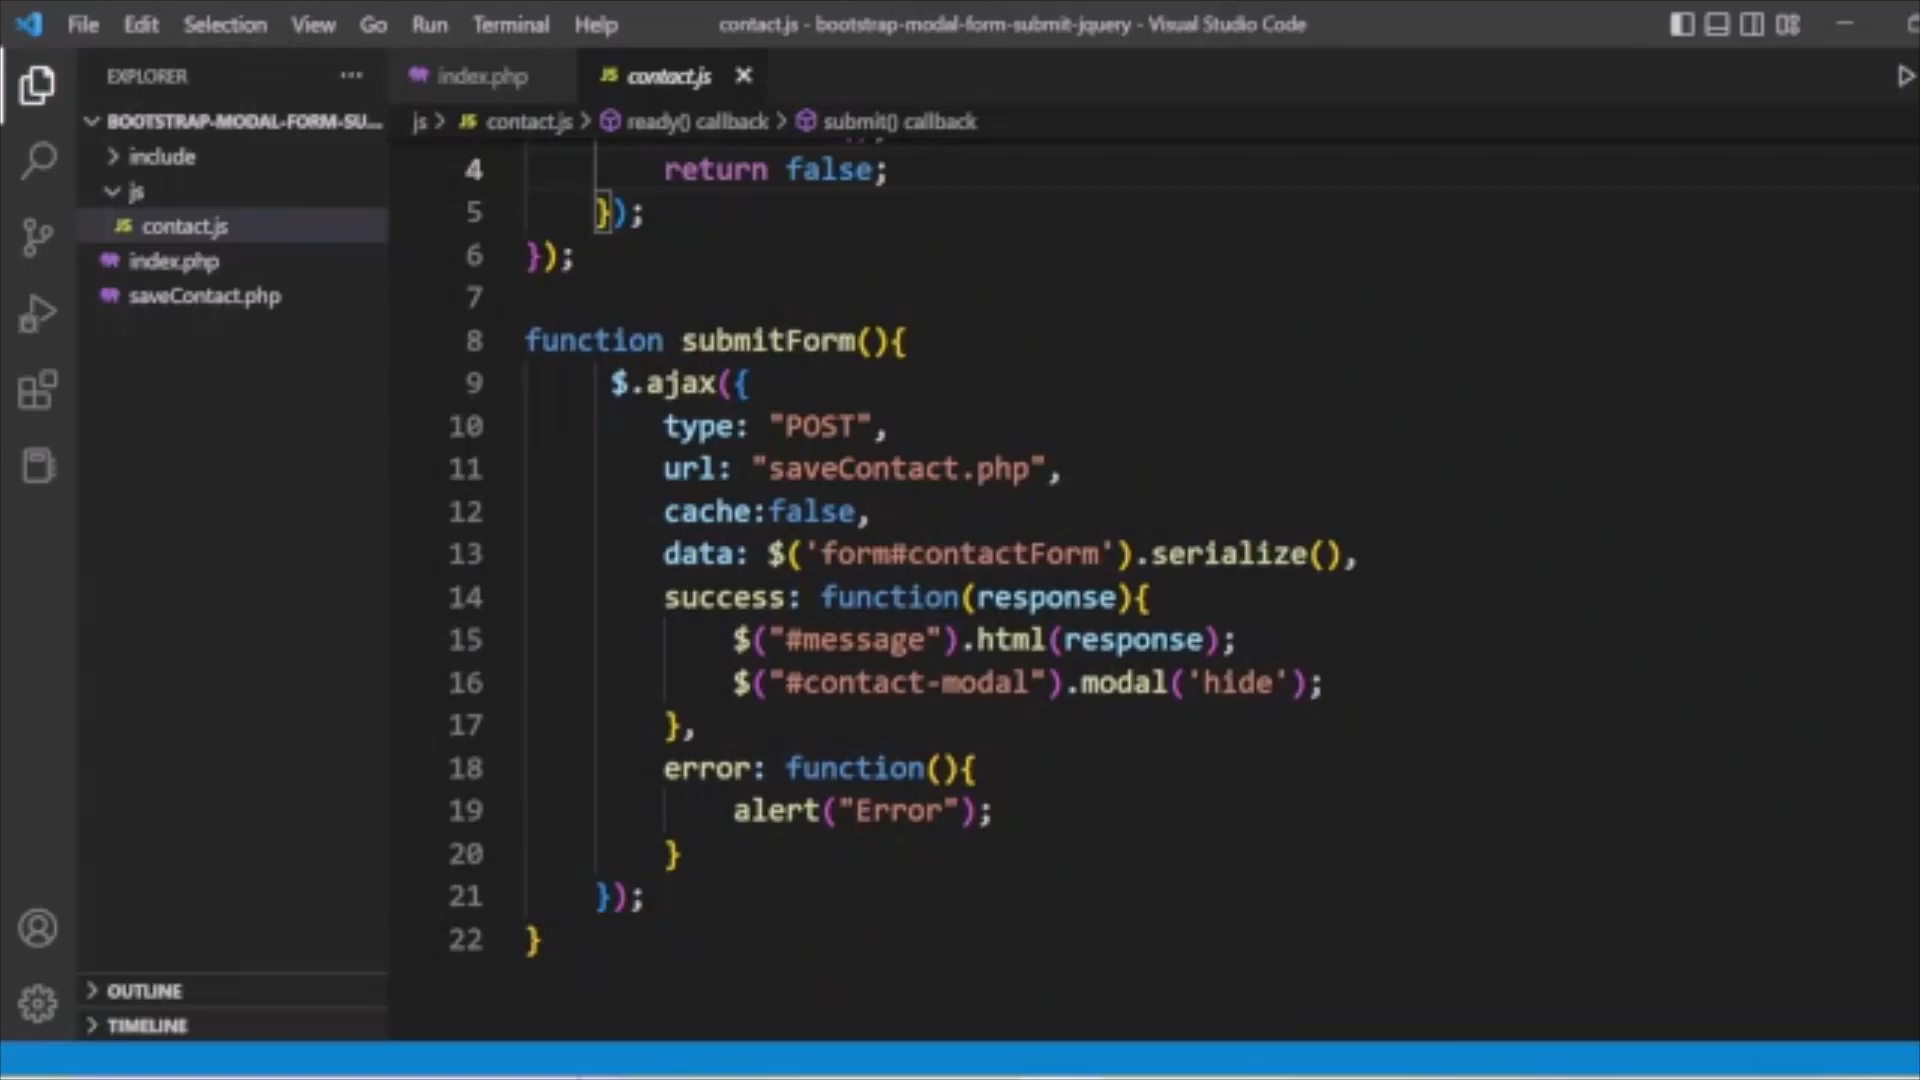 File Edit Selection View Go Run Terminal Help contact.js - bootstrap-modal-form-submit-jquery - Visual Studio Code
EXPLORER ...
BOOTSTRAP-MODAL-FORM-SU...
include
js
JS contact.js
index.php
saveContact.php
OUTLINE
TIMELINE
index.php JS contact.js
js > JS contact.js > ready() callback > submit() callback
4 return false;
5 });
6 });
7
8 function submitForm(){
9 $.ajax({
10 type: "POST",
11 url: "saveContact.php",
12 cache:false,
13 data: $('form#contactForm').serialize(),
14 success: function(response){
15 $("#message").html(response);
16 $("#contact-modal").modal('hide');
17 },
18 error: function(){
19 alert("Error");
20 }
21 });
22 }